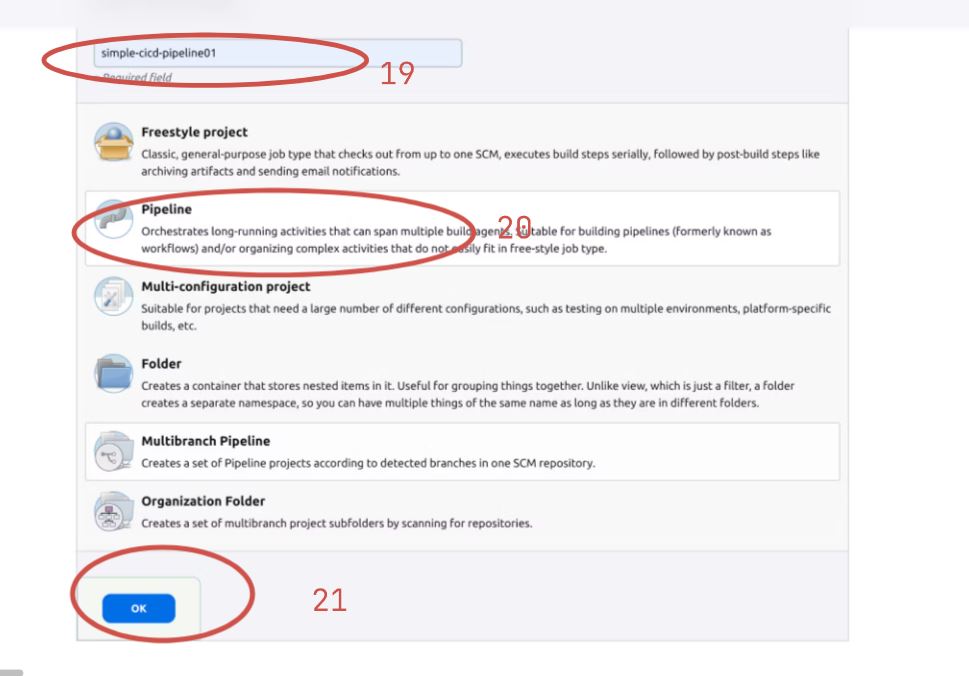 simple-cicd-pipeline01
19
Required field
Freestyle project
Classic, general-purpose job type that checks out from up to one SCM, executes build steps serially, followed by post-build steps like
archiving artifacts and sending email notifications.
Pipeline
20
Orchestrates long-running activities that can span multiple build agents. Suitable for building pipelines (formerly known as
workflows) and/or organizing complex activities that do not easily fit in free-style job type.
Multi-configuration project
Suitable for projects that need a large number of different configurations, such as testing on multiple environments, platform-specific
builds, etc.
Folder
Creates a container that stores nested items in it. Useful for grouping things together. Unlike view, which is just a filter, a folder
creates a separate namespace, so you can have multiple things of the same name as long as they are in different folders.
Multibranch Pipeline
Creates a set of Pipeline projects according to detected branches in one SCM repository.
Organization Folder
Creates a set of multibranch project subfolders by scanning for repositories.
OK
21